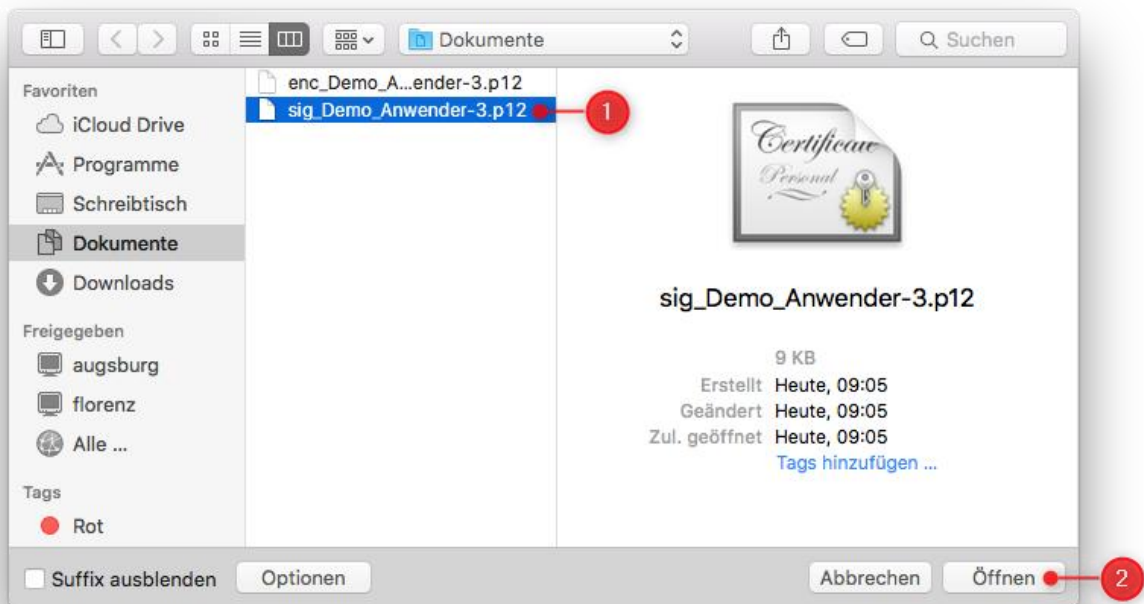 Dokumente
Suchen
Favoriten
iCloud Drive
Programme
Schreibtisch
Dokumente
Downloads
Freigegeben
augsburg
florenz
Alle ...
Tags
Rot
enc_Demo_A...ender-3.p12
sig_Demo_Anwender-3.p12
1
Certificate
Personal
sig_Demo_Anwender-3.p12
9 KB
Erstellt Heute, 09:05
Geändert Heute, 09:05
Zul. geöffnet Heute, 09:05
Tags hinzufügen ...
Suffix ausblenden
Optionen
Abbrechen
Öffnen
2